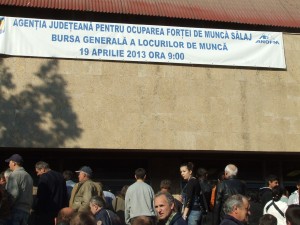 AGENȚIA JUDEȚEANĂ PENTRU OCUPAREA FORȚEI DE MUNCĂ SĂLAJ
BURSA GENERALĂ A LOCURILOR DE MUNCĂ
19 APRILIE 2013 ORA 9:00
ANOFM